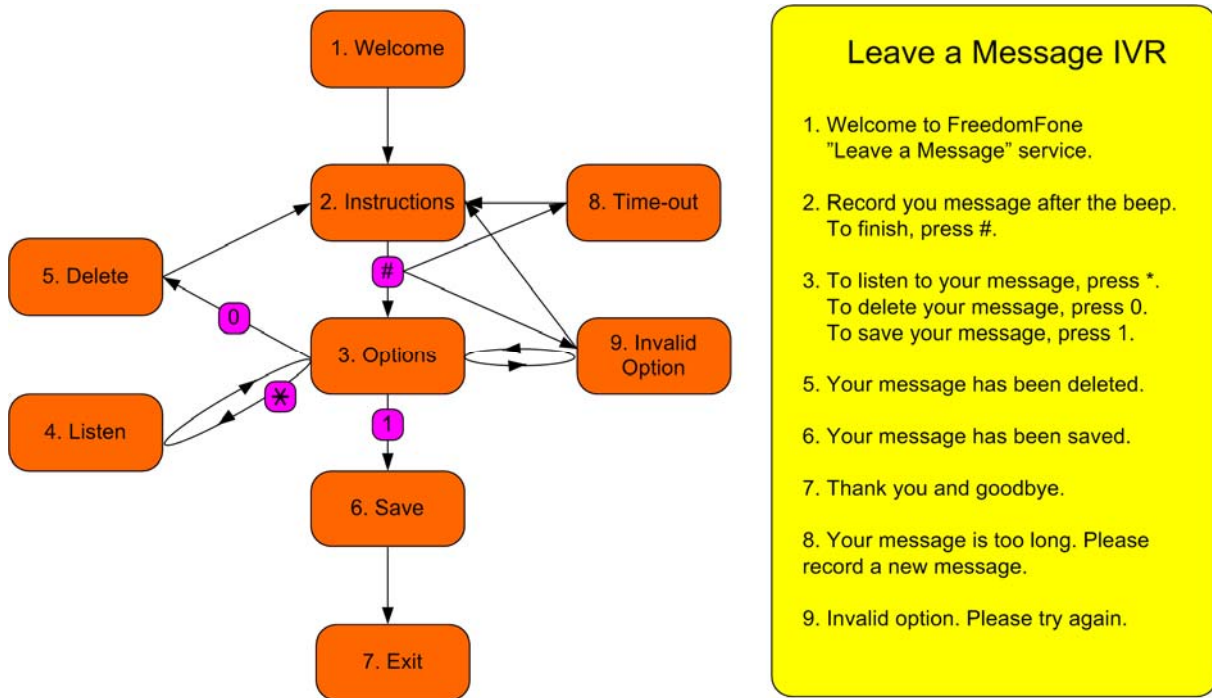 1. Welcome
2. Instructions
8. Time-out
5. Delete
#
0
3. Options
9. Invalid
Option
*
4. Listen
1
6. Save
7. Exit
Leave a Message IVR
1. Welcome to FreedomFone
”Leave a Message” service.
2. Record you message after the beep.
To finish, press #.
3. To listen to your message, press *.
To delete your message, press 0.
To save your message, press 1.
5. Your message has been deleted.
6. Your message has been saved.
7. Thank you and goodbye.
8. Your message is too long. Please
record a new message.
9. Invalid option. Please try again.